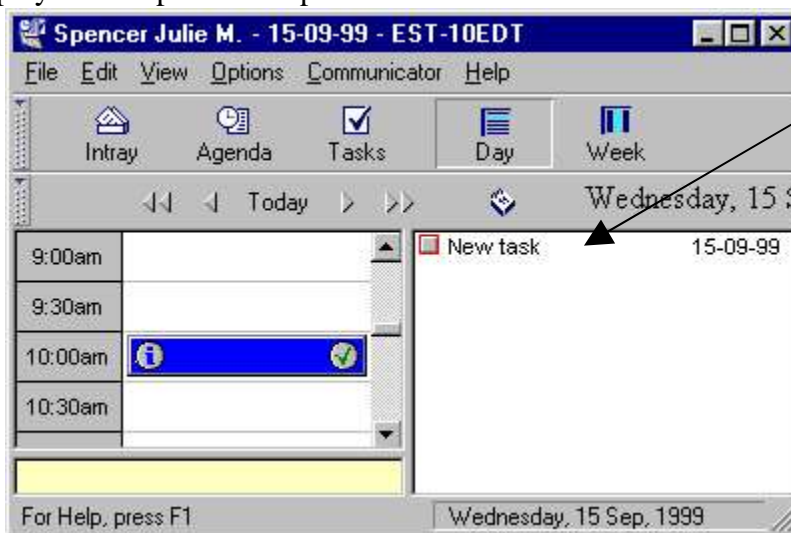 Spencer Julie M. - 15-09-99 - EST-10EDT
File Edit View Options Communicator Help
Intray Agenda Tasks Day Week
Today Wednesday, 15
9:00am
New task 15-09-99
9:30am
10:00am
10:30am
For Help, press F1 Wednesday, 15 Sep, 1999